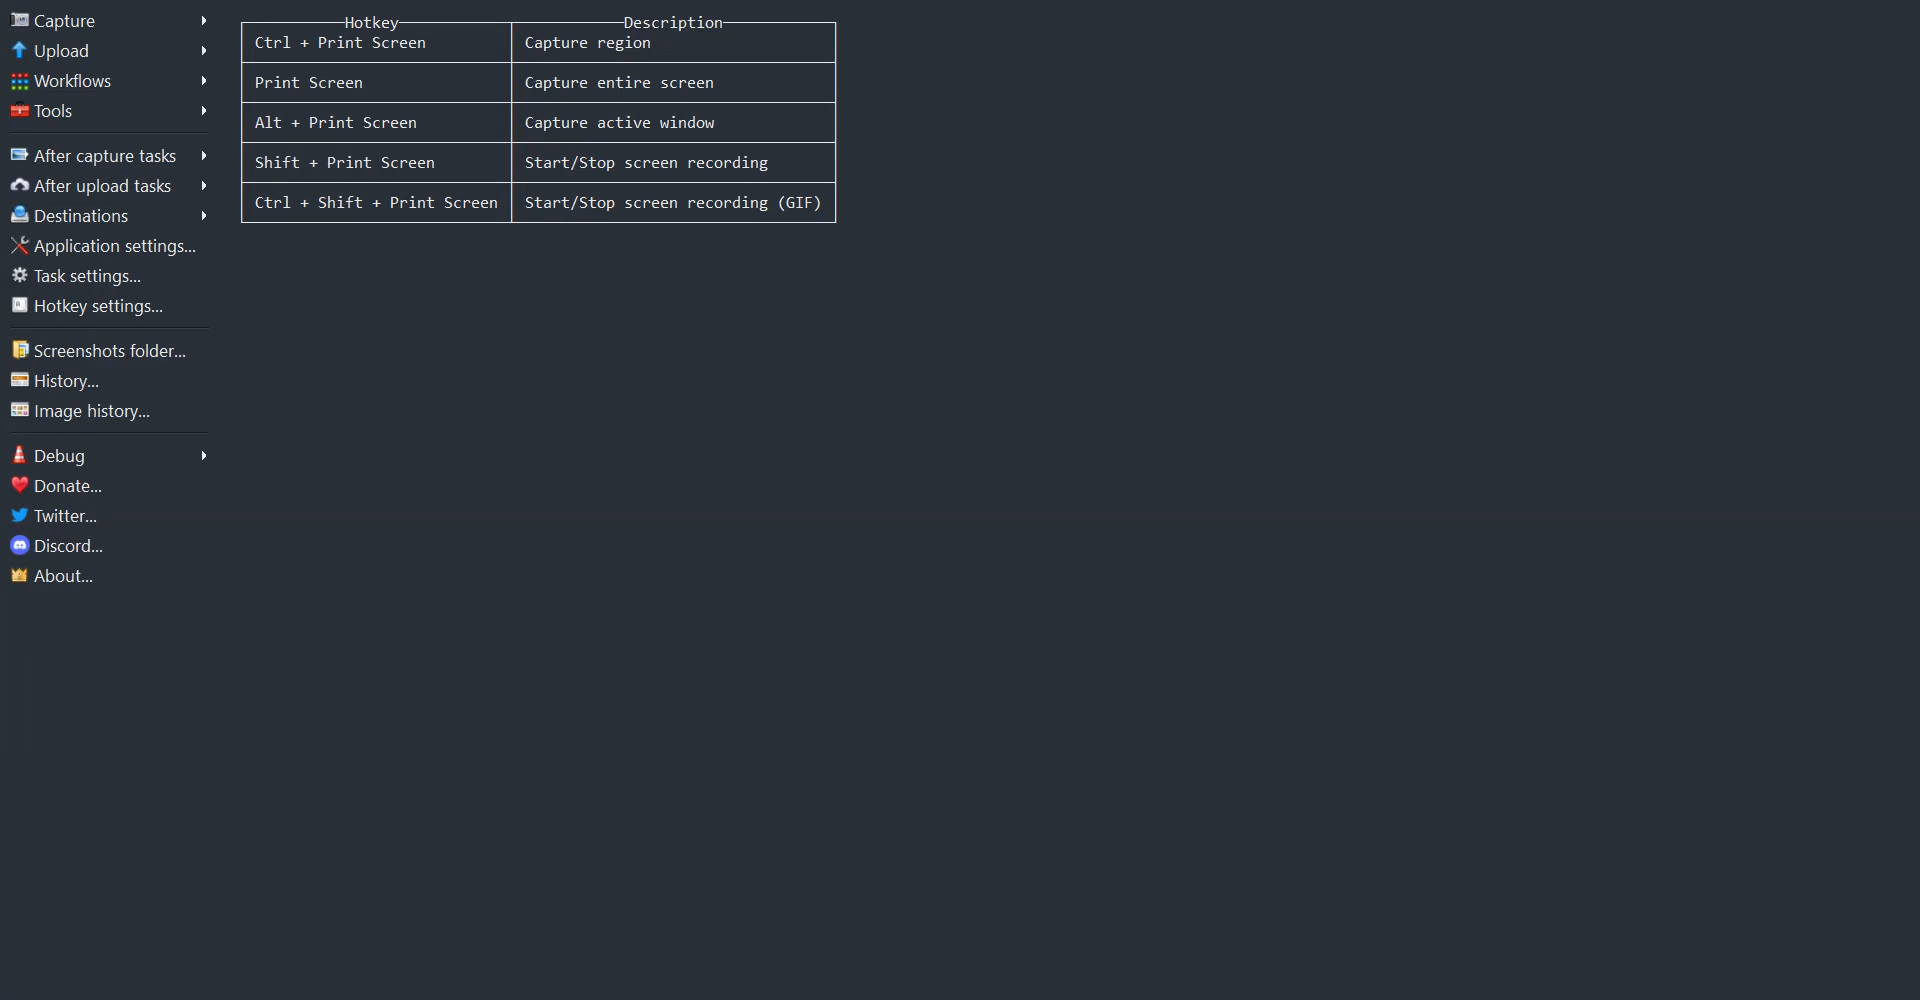 Capture
Upload
Workflows
Tools
After capture tasks
After upload tasks
Destinations
Application settings...
Task settings...
Hotkey settings...
Screenshots folder...
History...
Image history...
Debug
Donate...
Twitter...
Discord...
About...
Hotkey Description
Ctrl + Print Screen Capture region
Print Screen Capture entire screen
Alt + Print Screen Capture active window
Shift + Print Screen Start/Stop screen recording
Ctrl + Shift + Print Screen Start/Stop screen recording (GIF)